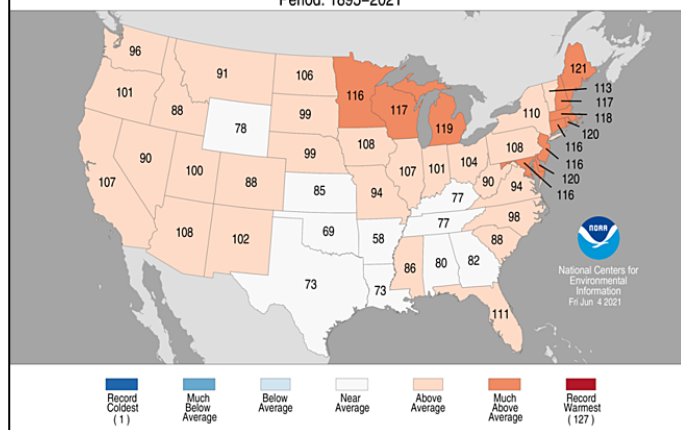 Period: 1895–2021
96
91
106
116
121
101
88
99
117
119
110
113
117
118
120
116
116
120
116
78
99
108
108
107
90
100
88
107
101
104
90
94
85
94
77
98
108
102
69
58
77
88
73
73
86
80
82
111
NOAA
National Centers for
Environmental
Information
Fri Jun 4 2021
Record
Coldest
(1)
Much
Below
Average
Below
Average
Near
Average
Above
Average
Much
Above
Average
Record
Warmest
(127)